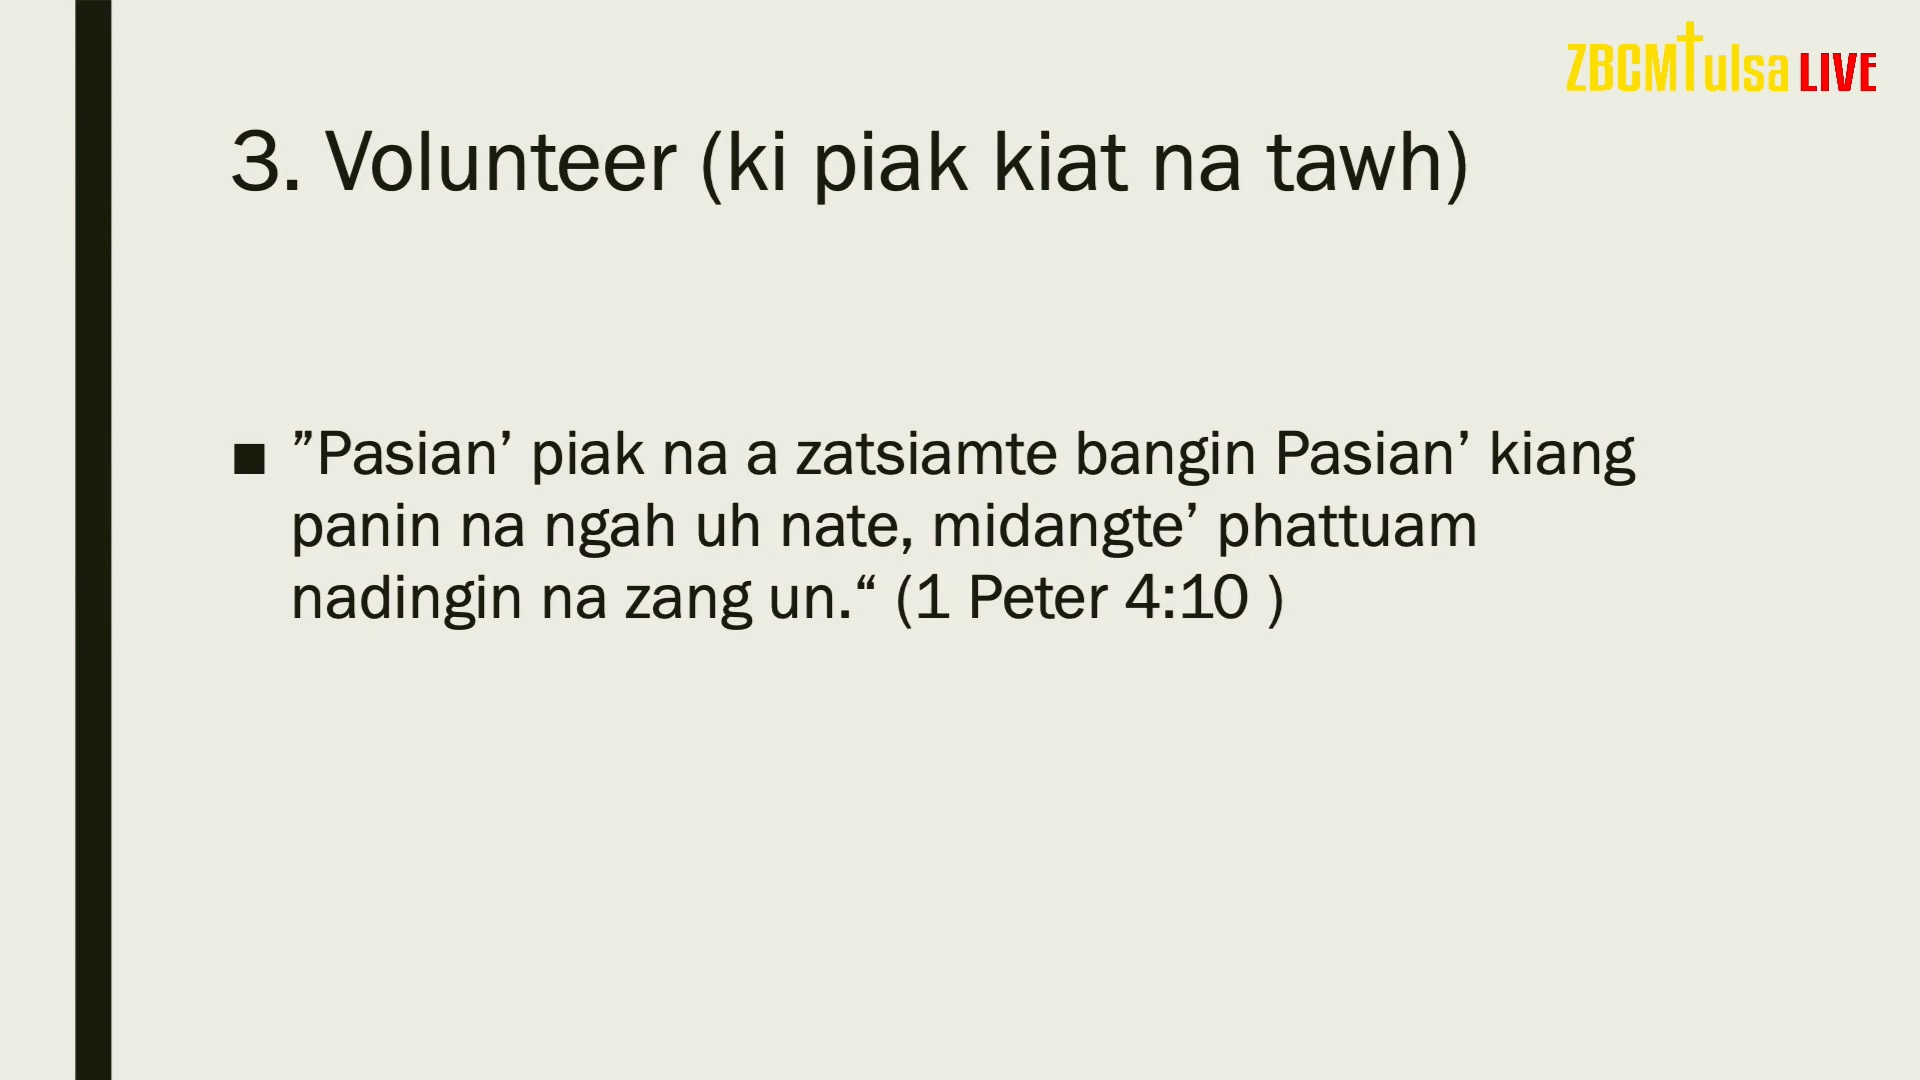 ZBCMTulsa LIVE
3. Volunteer (ki piak kiat na tawh)
■ ”Pasian’ piak na a zatsiamte bangin Pasian’ kiang
panin na ngah uh nate, midangte’ phattuam
nadingin na zang un.“ (1 Peter 4:10 )